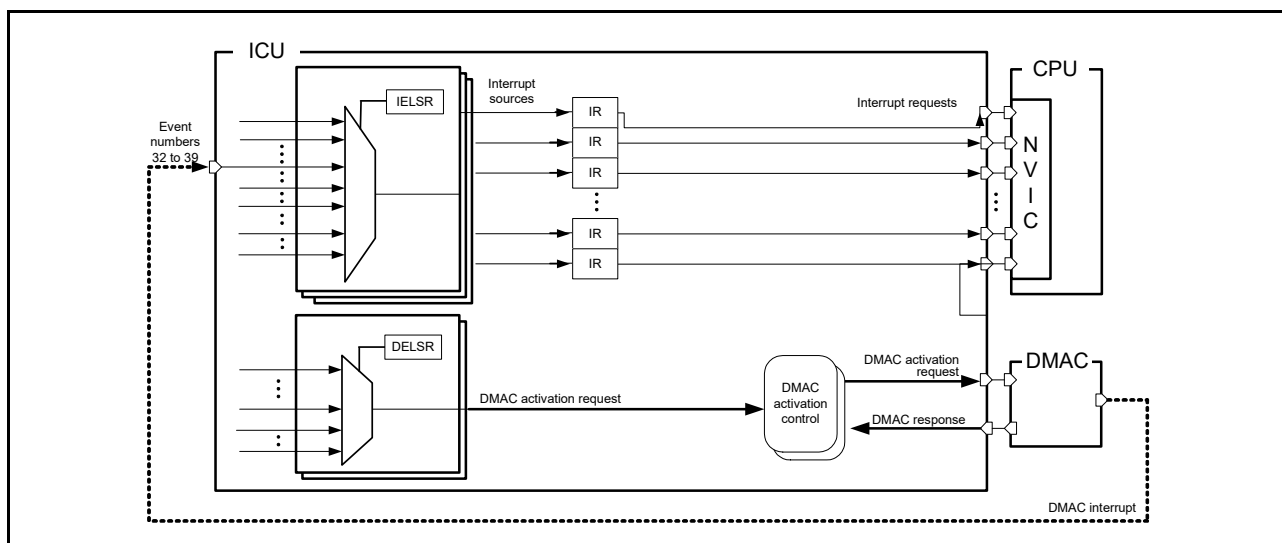 ICU
CPU
IELSR
Interrupt
sources
IR
Interrupt requests
Event
numbers
32 to 39
IR
IR
N
V
I
C
IR
IR
DELSR
DMAC activation request
DMAC
activation
control
DMAC activation
request
DMAC response
DMAC
DMAC interrupt